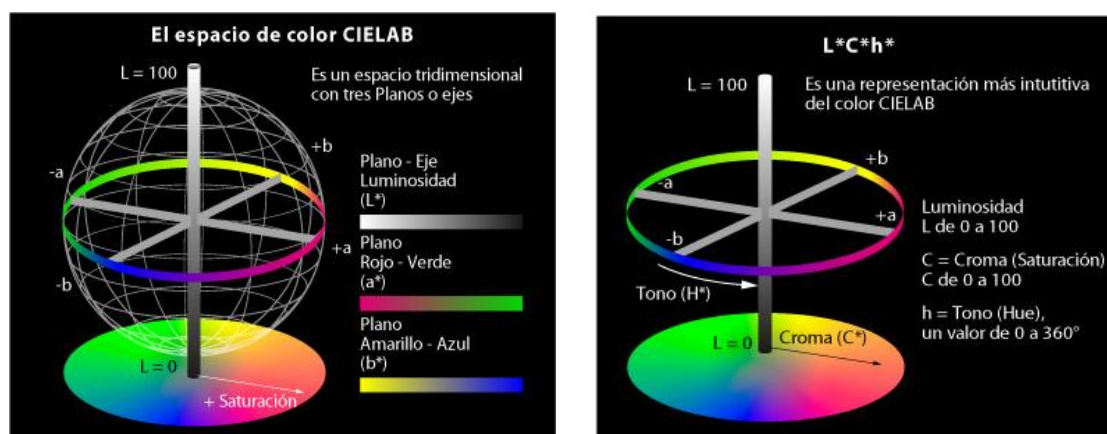 El espacio de color CIELAB
L = 100
Es un espacio tridimensional
con tres Planos o ejes
+b
-a
Plano - Eje
Luminosidad
(L*)
+a
-b
Plano
Rojo - Verde
(a*)
Plano
Amarillo - Azul
(b*)
L = 0
+ Saturación
L*C*h*
L = 100
Es una representación más intutitiva
del color CIELAB
+b
-a
+a
-b
Luminosidad
L de 0 a 100
C = Croma (Saturación)
C de 0 a 100
Tono (H*)
h = Tono (Hue),
un valor de 0 a 360°
L = 0
Croma (C*)